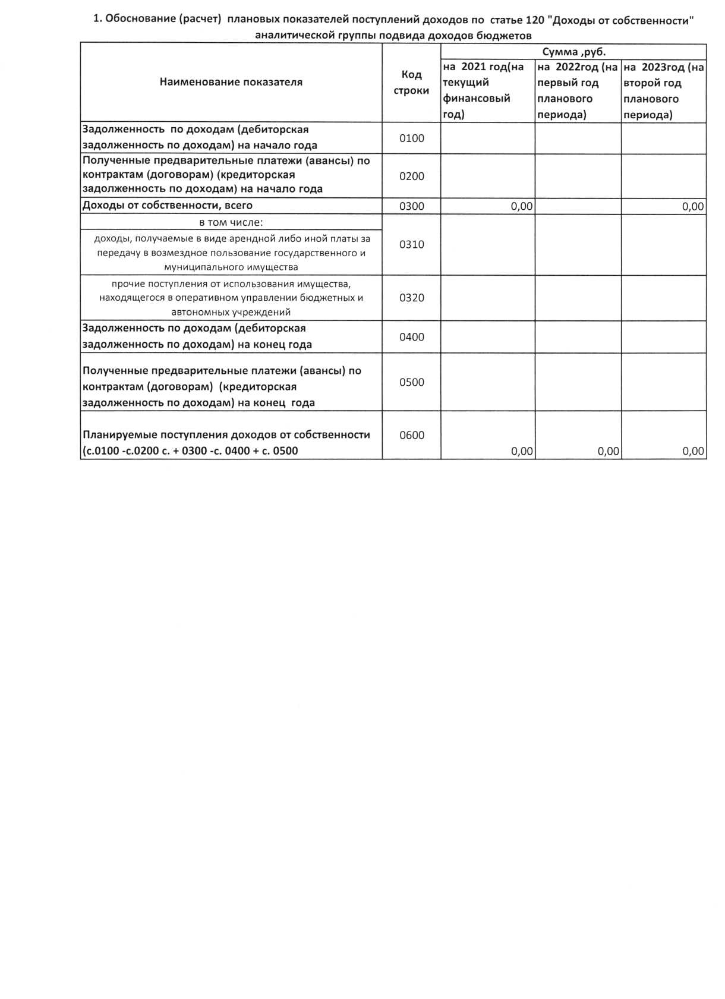 1. Обоснование (расчет)  плановых показателей поступлений доходов по  статье 120 "Доходы от собственности"
аналитической группы подвида доходов бюджетов
Наименование показателя
Код
строки
Сумма ,руб.
на  2021 год(на
текущий
финансовый
год)
на  2022год (на
первый год
планового
периода)
на  2023год (на
второй год
планового
периода)
Задолженность  по доходам (дебиторская
задолженность по доходам) на начало года
0100
Полученные предварительные платежи (авансы) по
контрактам (договорам) (кредиторская
задолженность по доходам) на начало года
0200
Доходы от собственности, всего
0300
0,00
0,00
в том числе:
доходы, получаемые в виде арендной либо иной платы за
передачу в возмездное пользование государственного и
муниципального имущества
0310
прочие поступления от использования имущества,
находящегося в оперативном управлении бюджетных и
автономных учреждений
0320
Задолженность по доходам (дебиторская
задолженность по доходам) на конец года
0400
Полученные предварительные платежи (авансы) по
контрактам (договорам)  (кредиторская
задолженность по доходам) на конец  года
0500
Планируемые поступления доходов от собственности
(с.0100 -с.0200 с. + 0300 -с. 0400 + с. 0500
0600
0,00
0,00
0,00